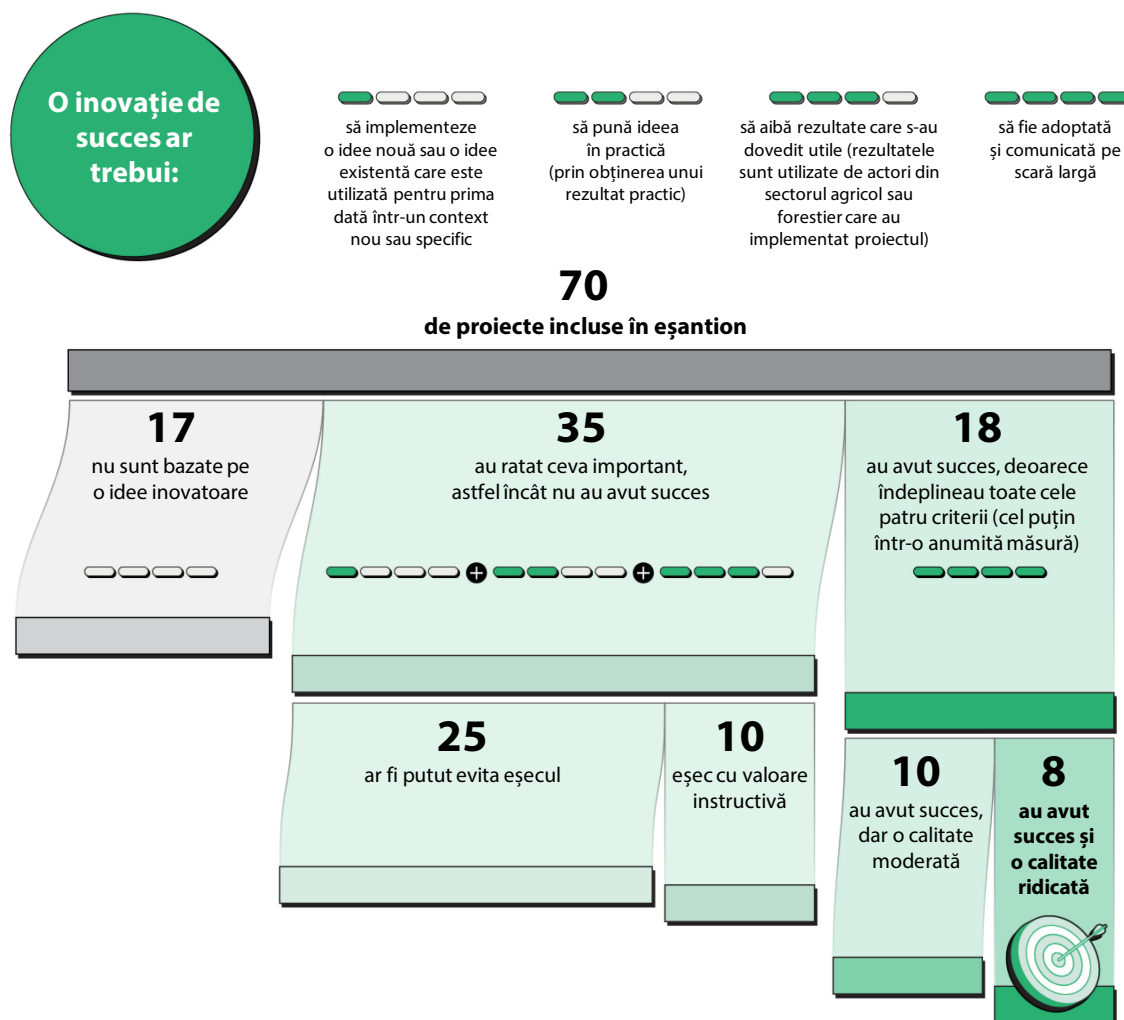 O inovație de
succes ar
trebui:
să implementeze
o idee nouă sau o idee
existentă care este
utilizată pentru prima
dată într-un context
nou sau specific
să pună ideea
în practică
(prin obținerea unui
rezultat practic)
să aibă rezultate care s-au
dovedit utile (rezultatele
sunt utilizate de actori din
sectorul agricol sau
forestier care au
implementat proiectul)
să fie adoptată
și comunicată pe
scară largă
70
de proiecte incluse în eșantion
17
nu sunt bazate pe
o idee inovatoare
35
au ratat ceva important,
astfel încât nu au avut succes
18
au avut succes, deoarece
îndeplineau toate cele
patru criterii (cel puțin
într-o anumită măsură)
25
ar fi putut evita eșecul
10
eșec cu valoare
instructivă
10
au avut succes,
dar o calitate
moderată
8
au avut
succes și
o calitate
ridicată